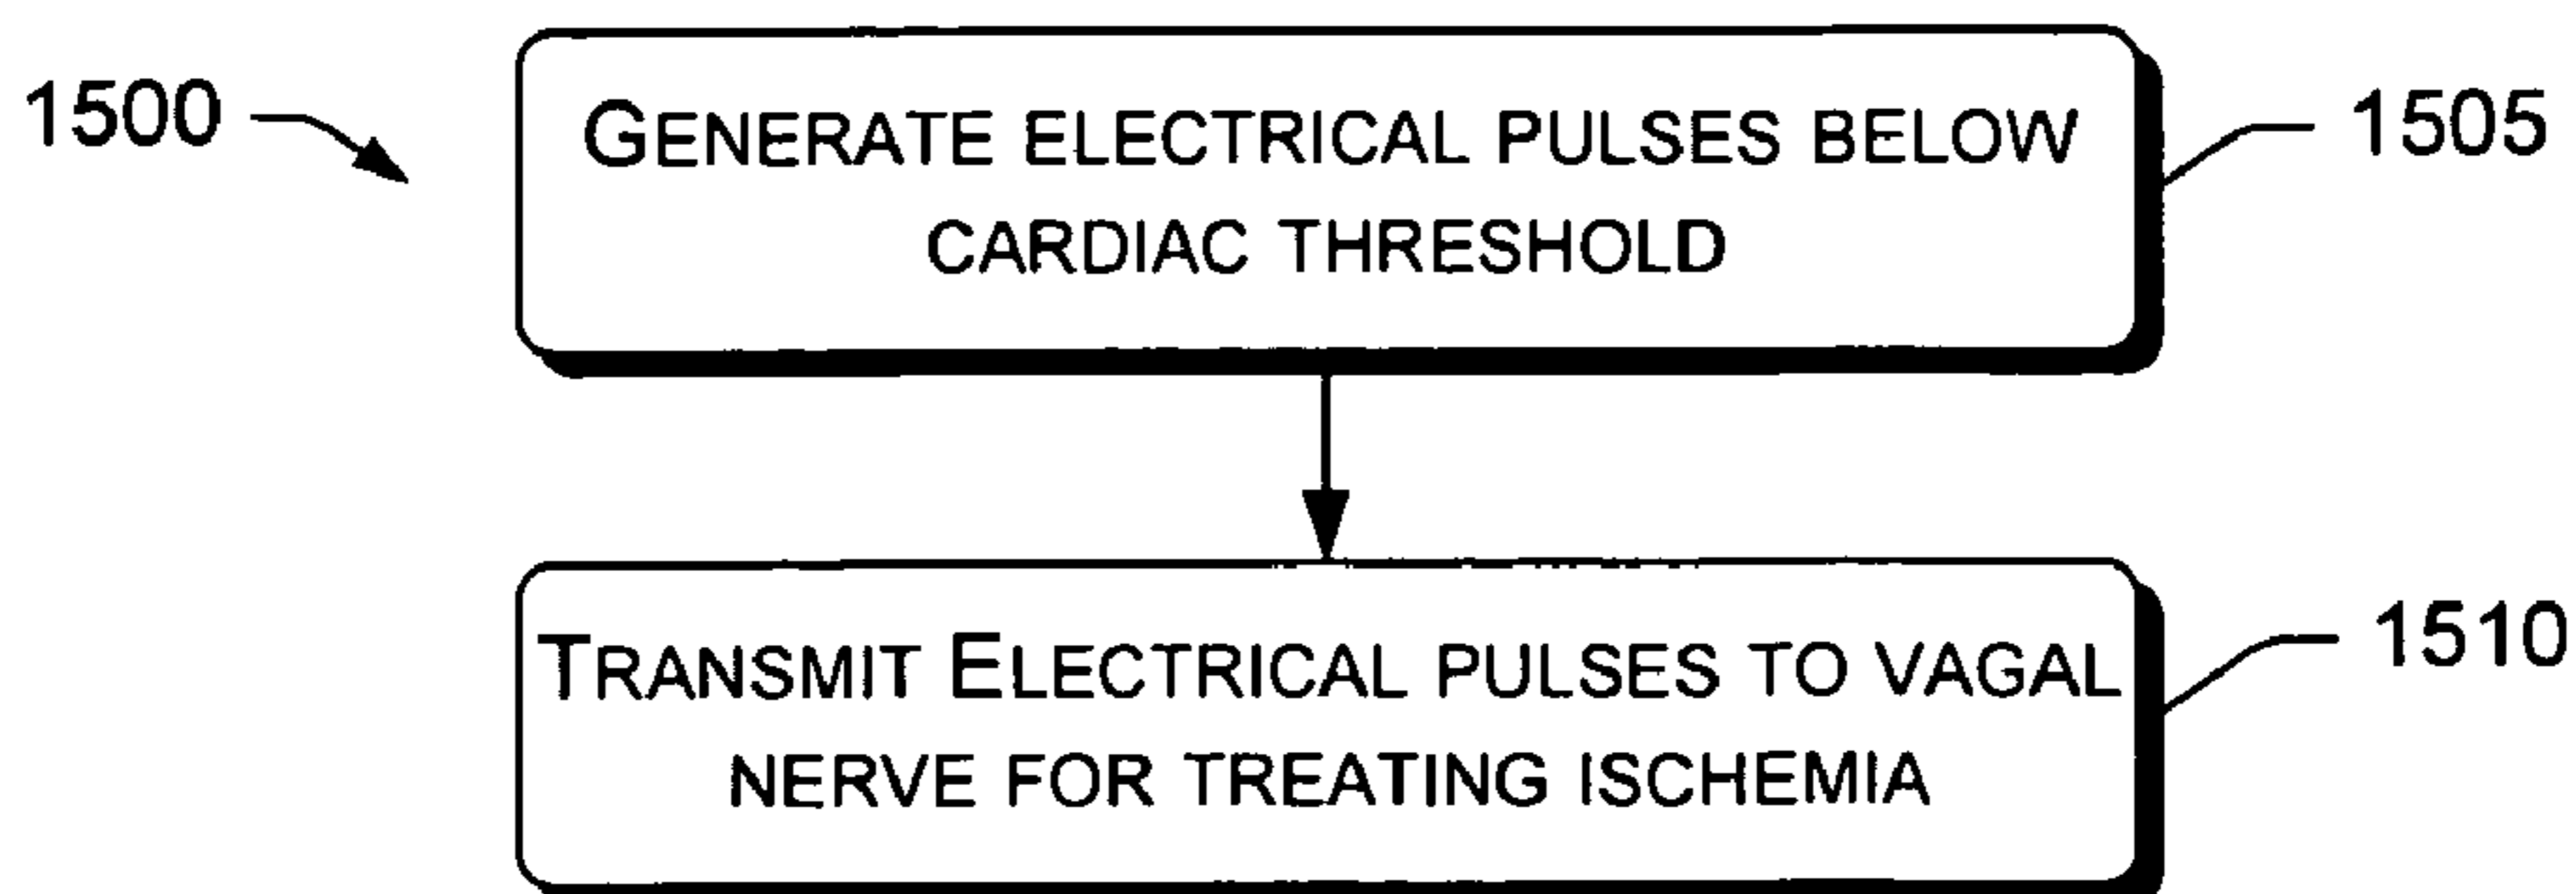 1500
GENERATE ELECTRICAL PULSES BELOW
CARDIAC THRESHOLD
1505
TRANSMIT ELECTRICAL PULSES TO VAGAL
NERVE FOR TREATING ISCHEMIA
1510